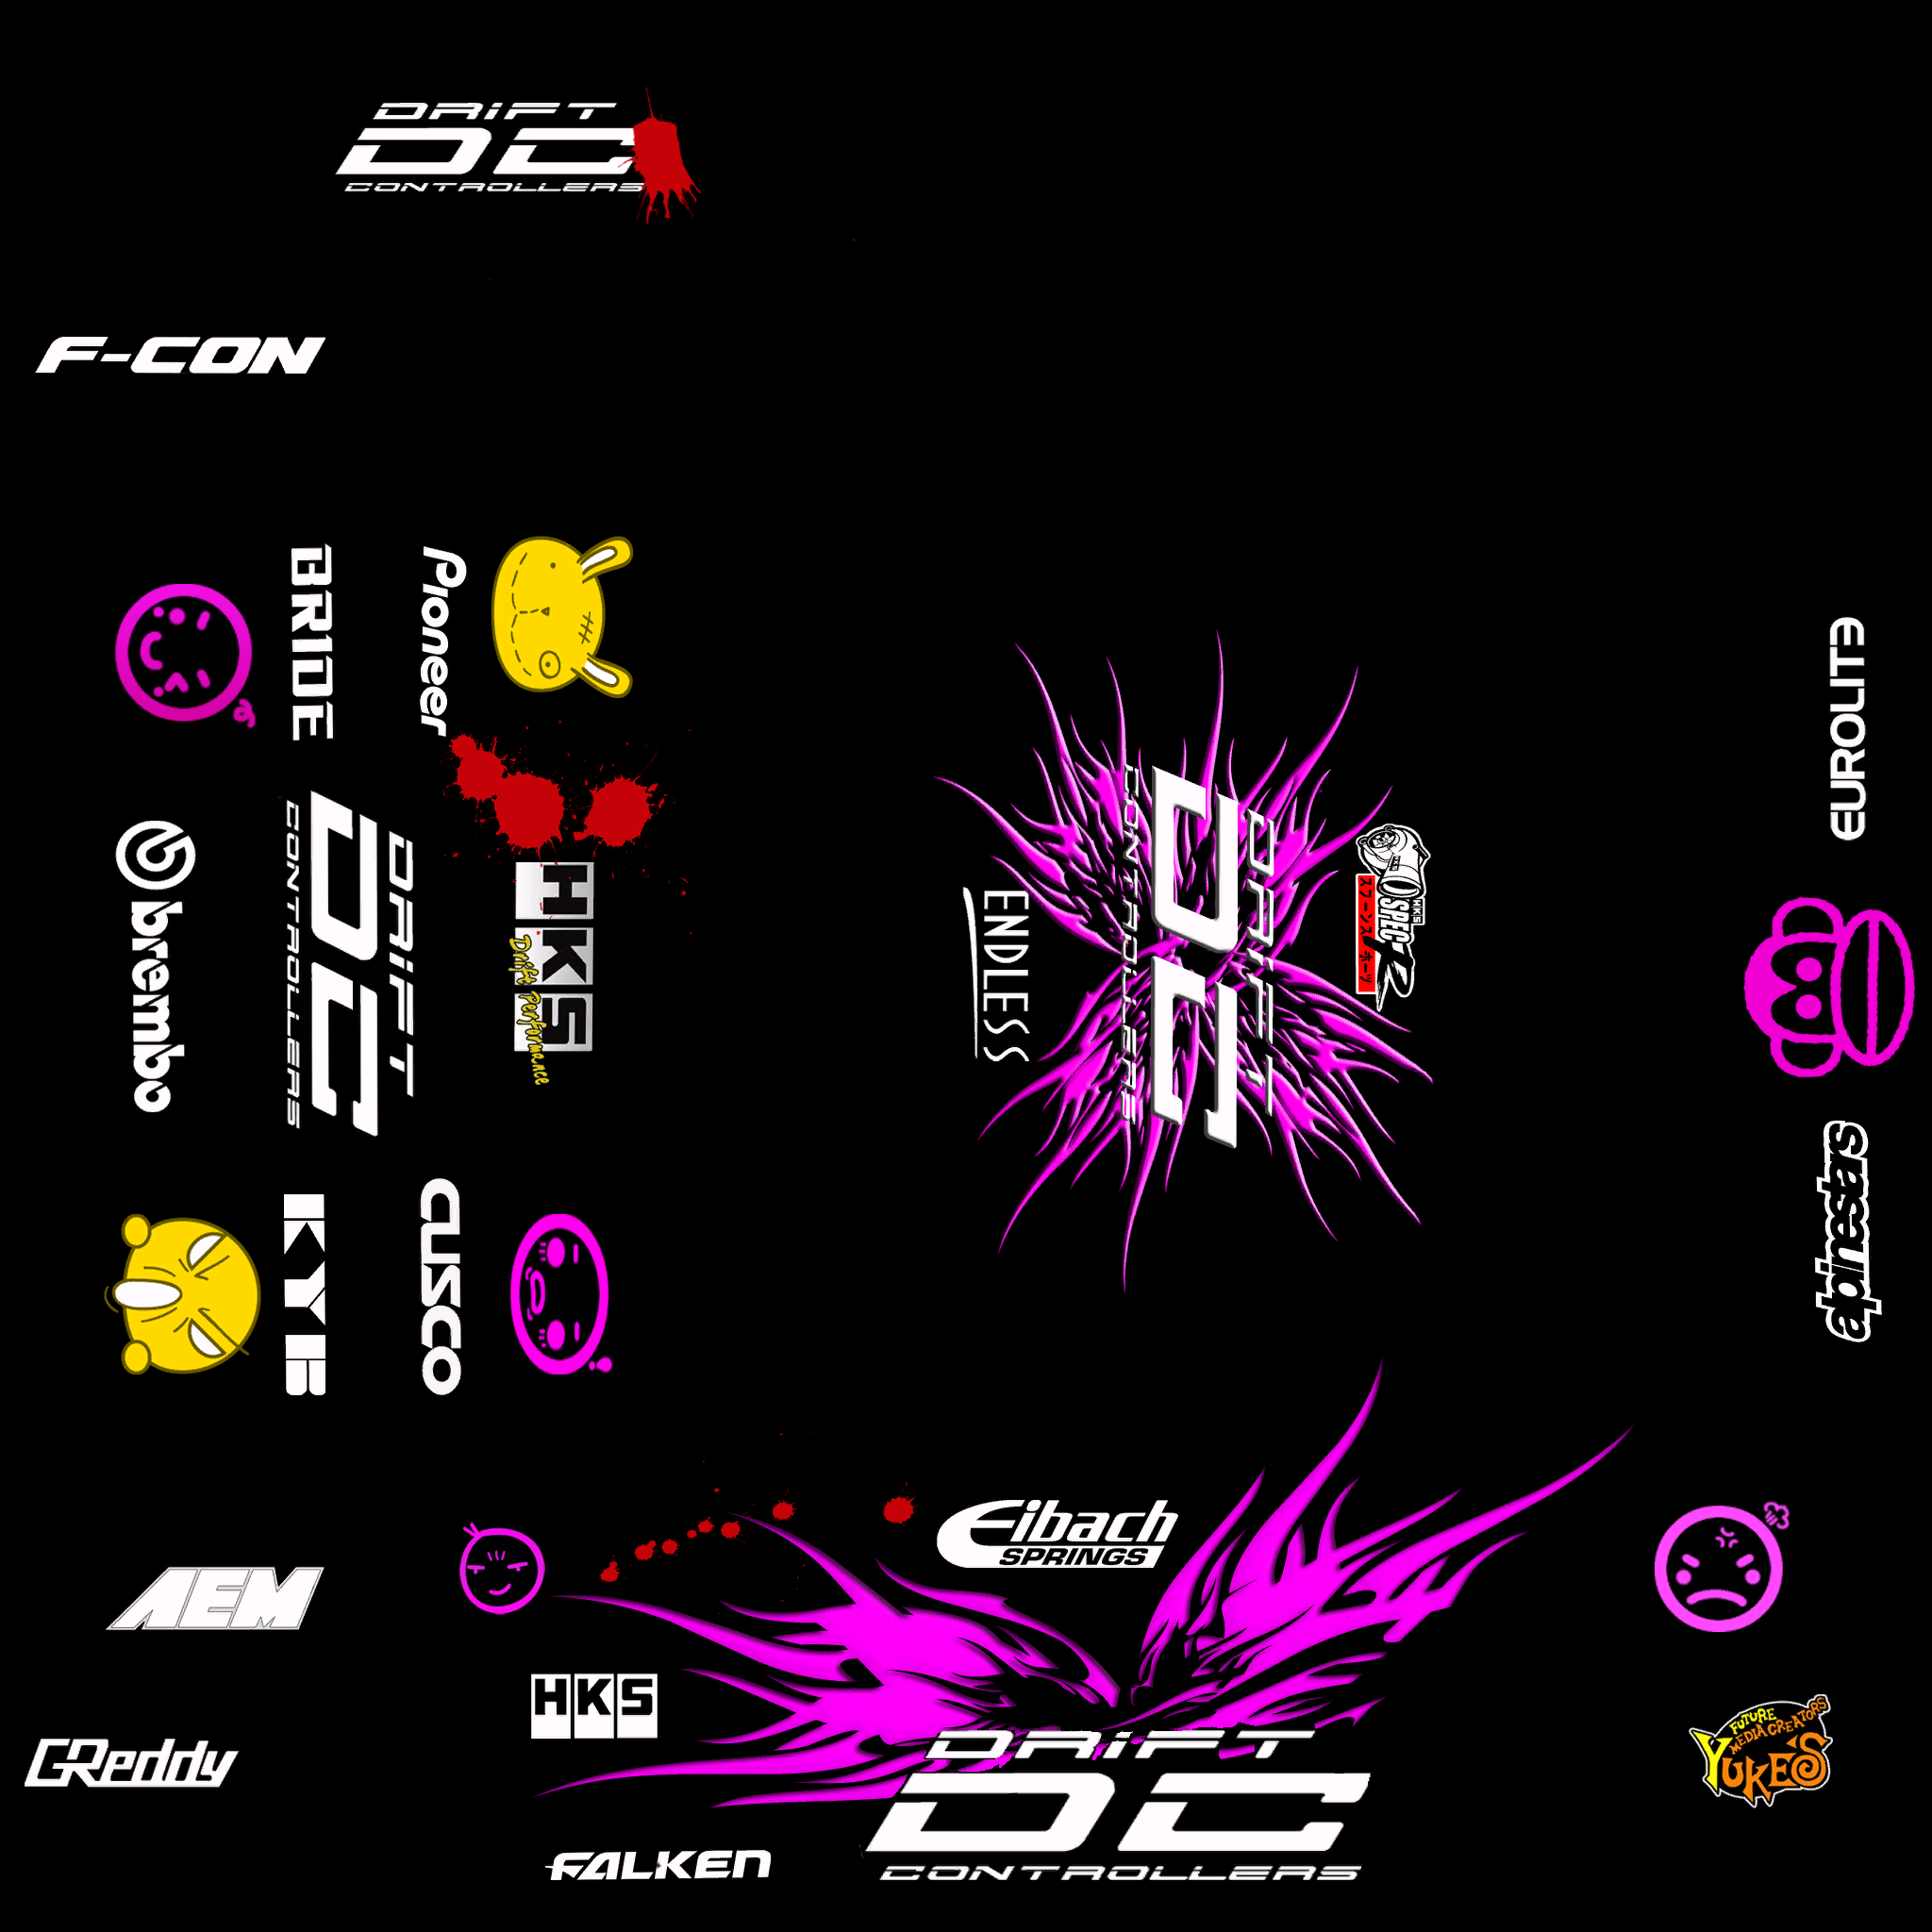 DRiFT
DC
CONTROLLERS
F-CON
BRIDE
Pioneer
EUROLITE
brembo
DRiFT
DC
CONTROLLERS
HKS
Drift Performance
ENDLESS
DRiFT
DC
CONTROLLERS
HKS
SPEC R
KYB
CUSCO
alpinestars
Eibach
SPRINGS
AEM
HKS
GReddy
FUTURE
MEDIA CREATORS
YUKE'S
DRiFT
DC
CONTROLLERS
FALKEN